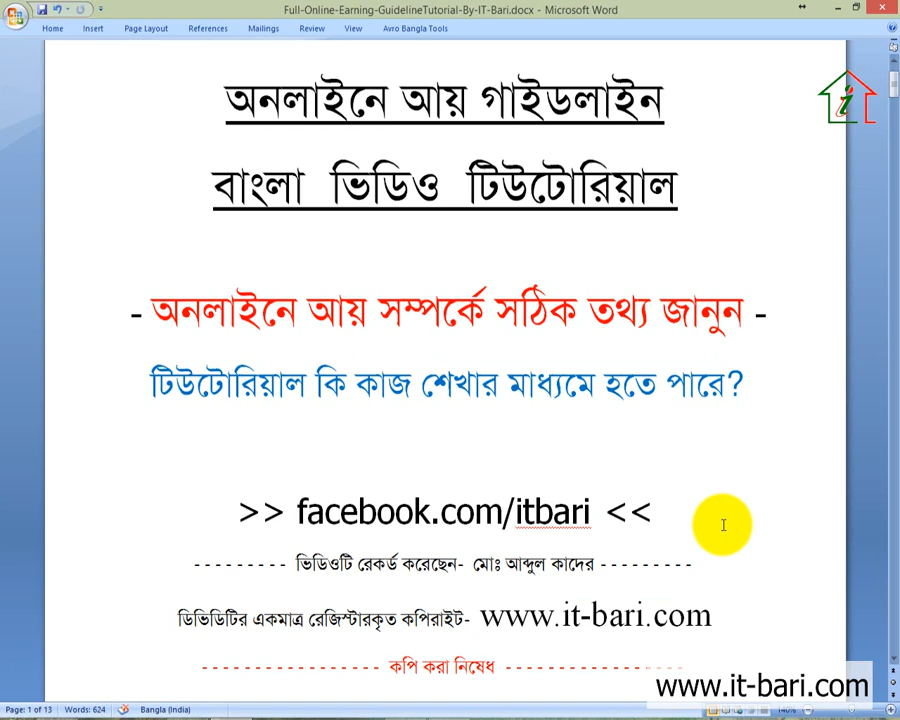 Full-Online-Earning-GuidelineTutorial-By-IT-Bari.docx - Microsoft Word
Home Insert Page Layout References Mailings Review View Avro Bangla Tools
অনলাইনে আয় গাইডলাইন
বাংলা ভিডিও টিউটোরিয়াল
- অনলাইনে আয় সম্পর্কে সঠিক তথ্য জানুন -
টিউটোরিয়াল কি কাজ শেখার মাধ্যমে হতে পারে?
>> facebook.com/itbari <<
- - - - - - - - - ভিডিওটি রেকর্ড করেছেন- মোঃ আব্দুল কাদের - - - - - - - - -
ডিভিডিটির একমাত্র রেজিস্টারকৃত কপিরাইট- www.it-bari.com
- - - - - - - - - - - - - - - - - - কপি করা নিষেধ - - - - - - - - - - - - - - - - - -
www.it-bari.com
Page: 1 of 13 Words: 624 Bangla (India) 140%